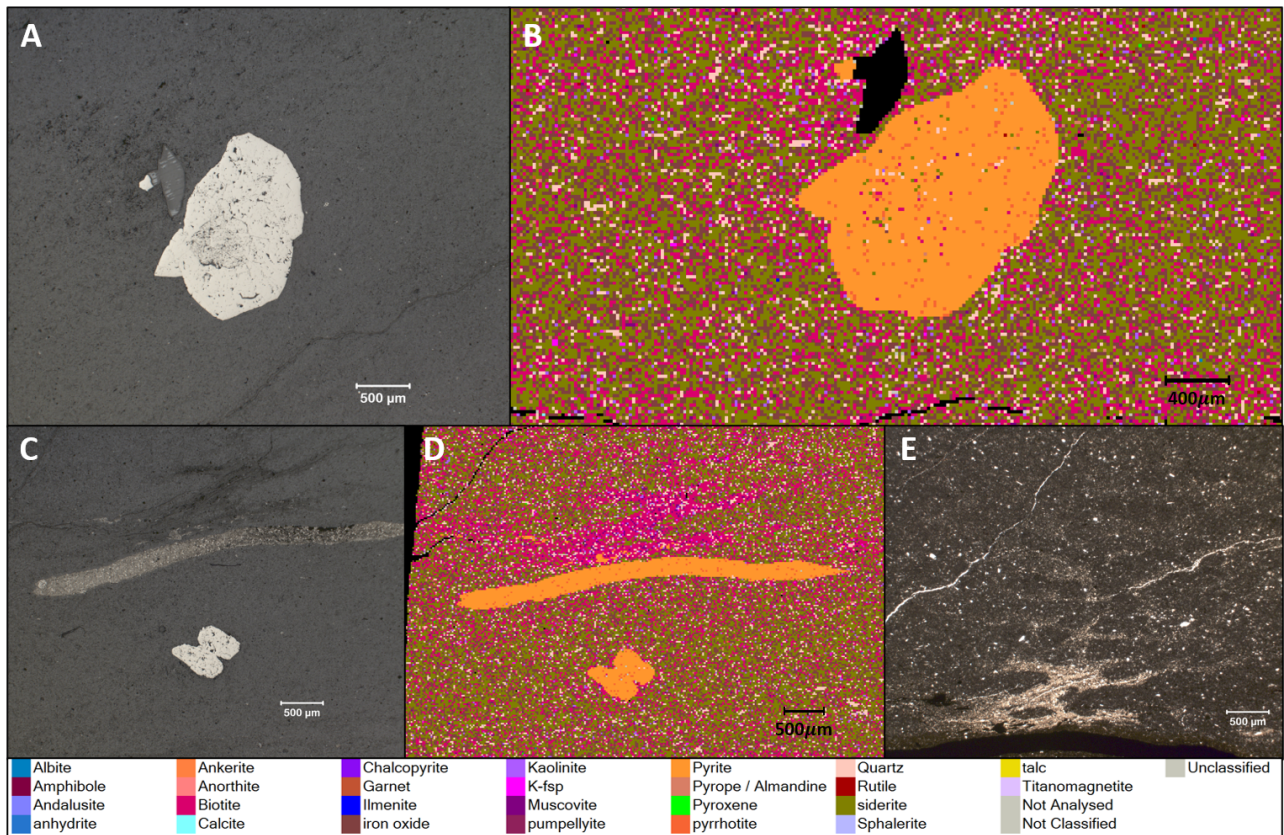 A
B
500 µm
400µm
C
D
E
500 µm
500µm
500 µm
Albite Ankerite Chalcopyrite Kaolinite Pyrite Quartz talc Unclassified
Amphibole Anorthite Garnet K-fsp Pyrope / Almandine Rutile Titanomagnetite
Andalusite Biotite Ilmenite Muscovite Pyroxene siderite Not Analysed
anhydrite Calcite iron oxide pumpellyite pyrrhotite Sphalerite Not Classified